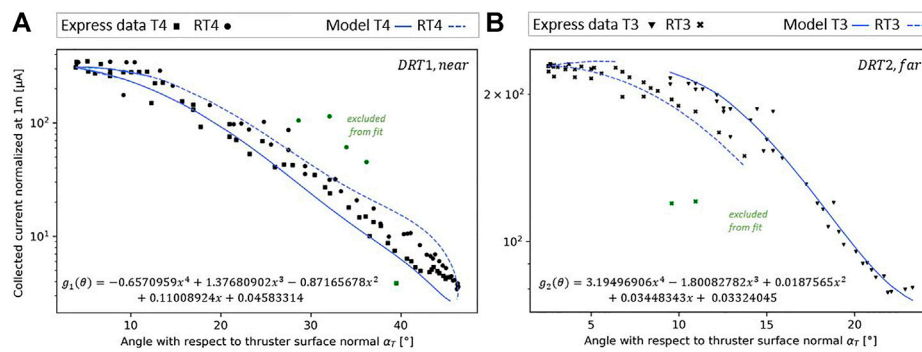 A
Express data T4 RT4 Model T4 RT4
DRT1, near
excluded
from fit
10²
10¹
Collected current normalized at 1m [μA]
g₁(θ) = −0.6570959x⁴ + 1.37680902x³ − 0.87165678x²
+ 0.11008924x + 0.04583314
10 20 30 40
Angle with respect to thruster surface normal α_T [°]
B
Express data T3 RT3 Model T3 RT3
DRT2, far
2 × 10²
10²
excluded
from fit
g₂(θ) = 3.19496906x⁴ − 1.80082782x³ + 0.01875565x²
+ 0.03448343x + 0.03324045
5 10 15 20
Angle with respect to thruster surface normal α_T [°]